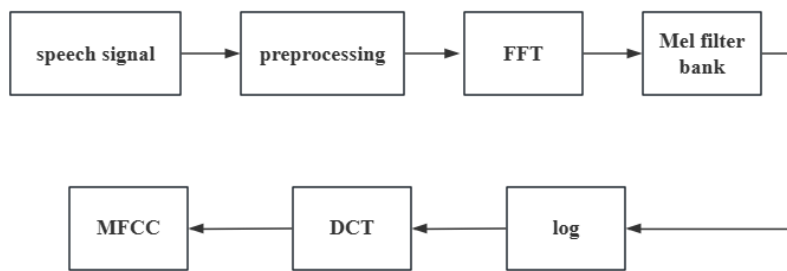 speech signal
preprocessing
FFT
Mel filter
bank
log
DCT
MFCC